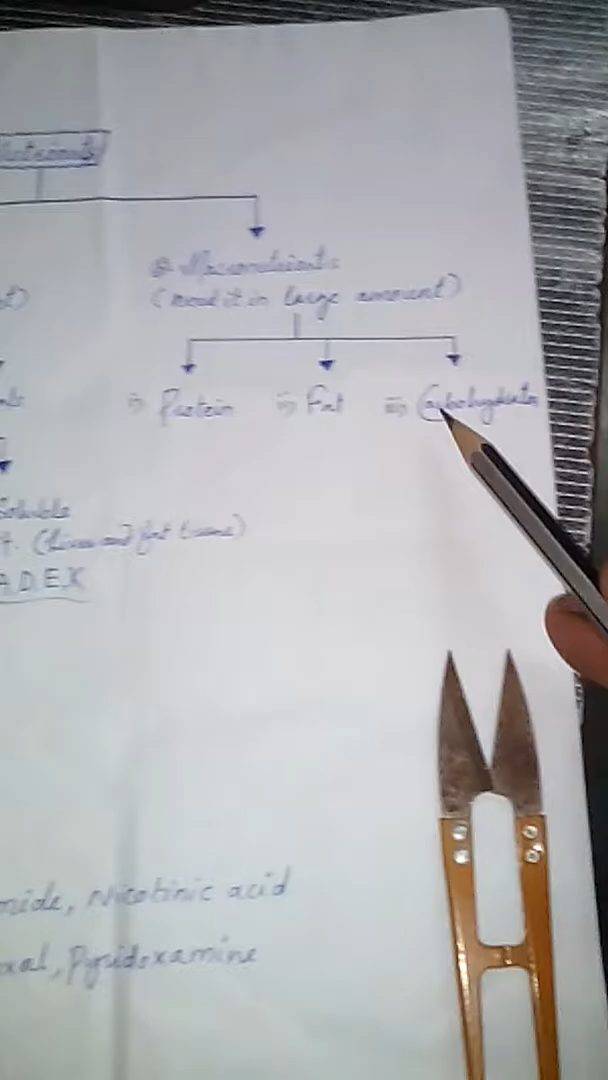 Nutrients
Macronutrients
(need it in large amount)
i) Protein ii) Fat iii) Carbohydrates
Soluble
(Liver and fat tissue)
A.D.E.K
mide, Nicotinic acid
oxal, Pyridoxamine